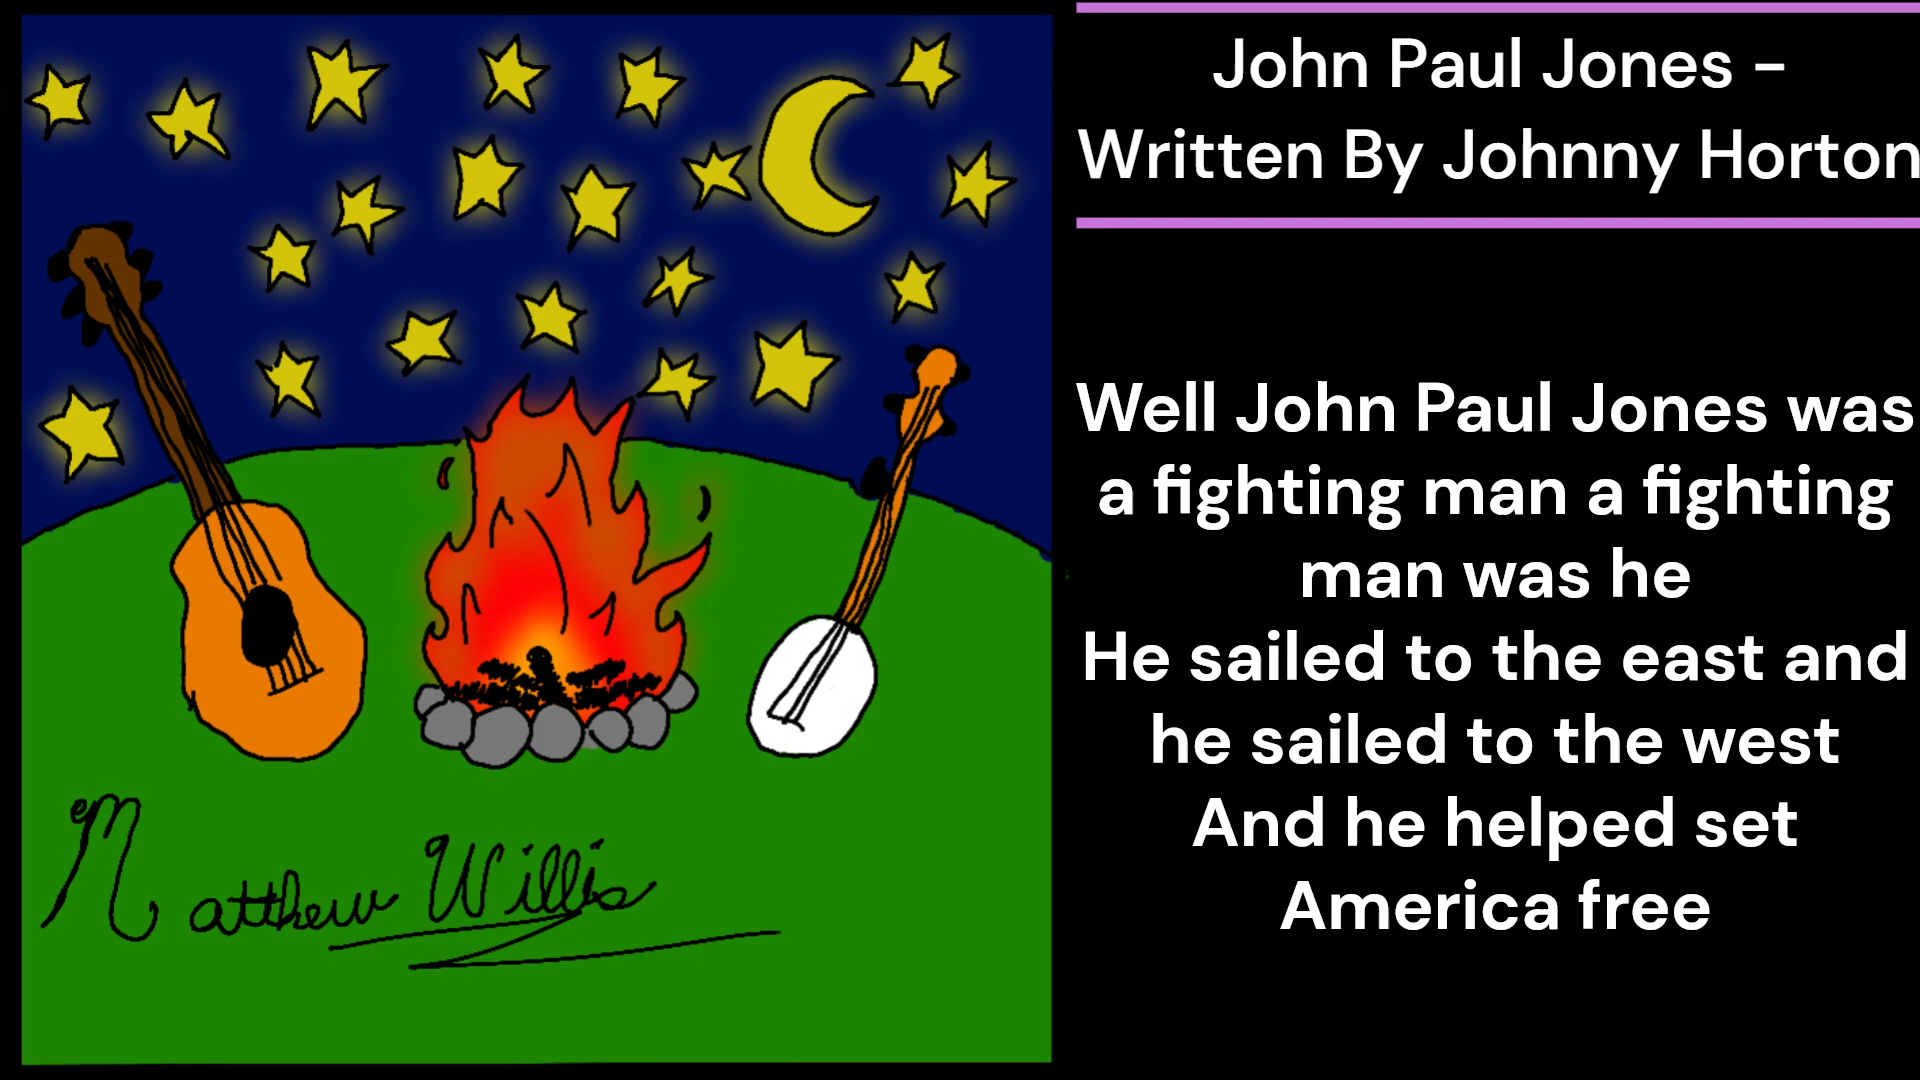 John Paul Jones –
Written By Johnny Horton
Well John Paul Jones was
a fighting man a fighting
man was he
He sailed to the east and
he sailed to the west
And he helped set
America free
Matthew Willis